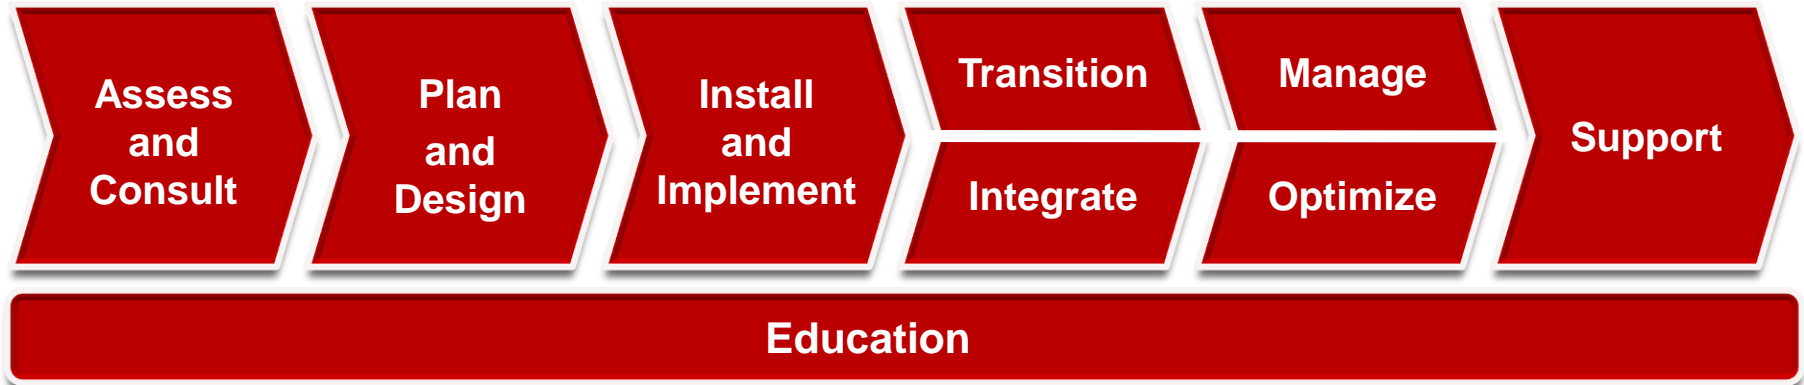 Assess
and
Consult
Plan
and
Design
Install
and
Implement
Transition
Integrate
Manage
Optimize
Support
Education